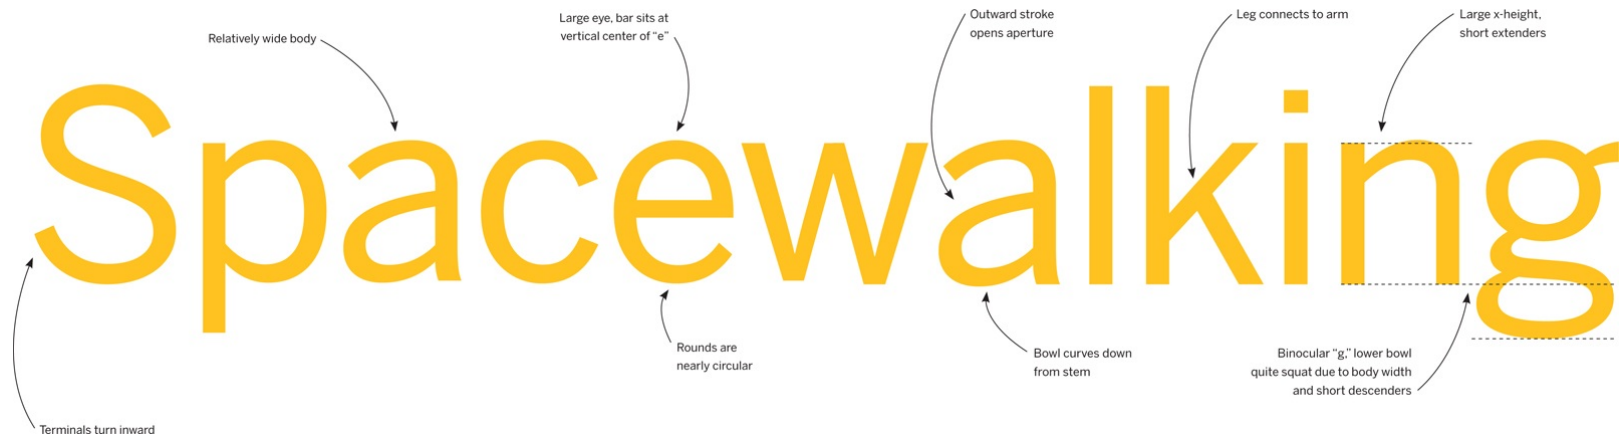 Relatively wide body
Large eye, bar sits at
vertical center of “e”
Outward stroke
opens aperture
Leg connects to arm
Large x-height,
short extenders
Spacewalking
Rounds are
nearly circular
Bowl curves down
from stem
Binocular “g,” lower bowl
quite squat due to body width
and short descenders
Terminals turn inward